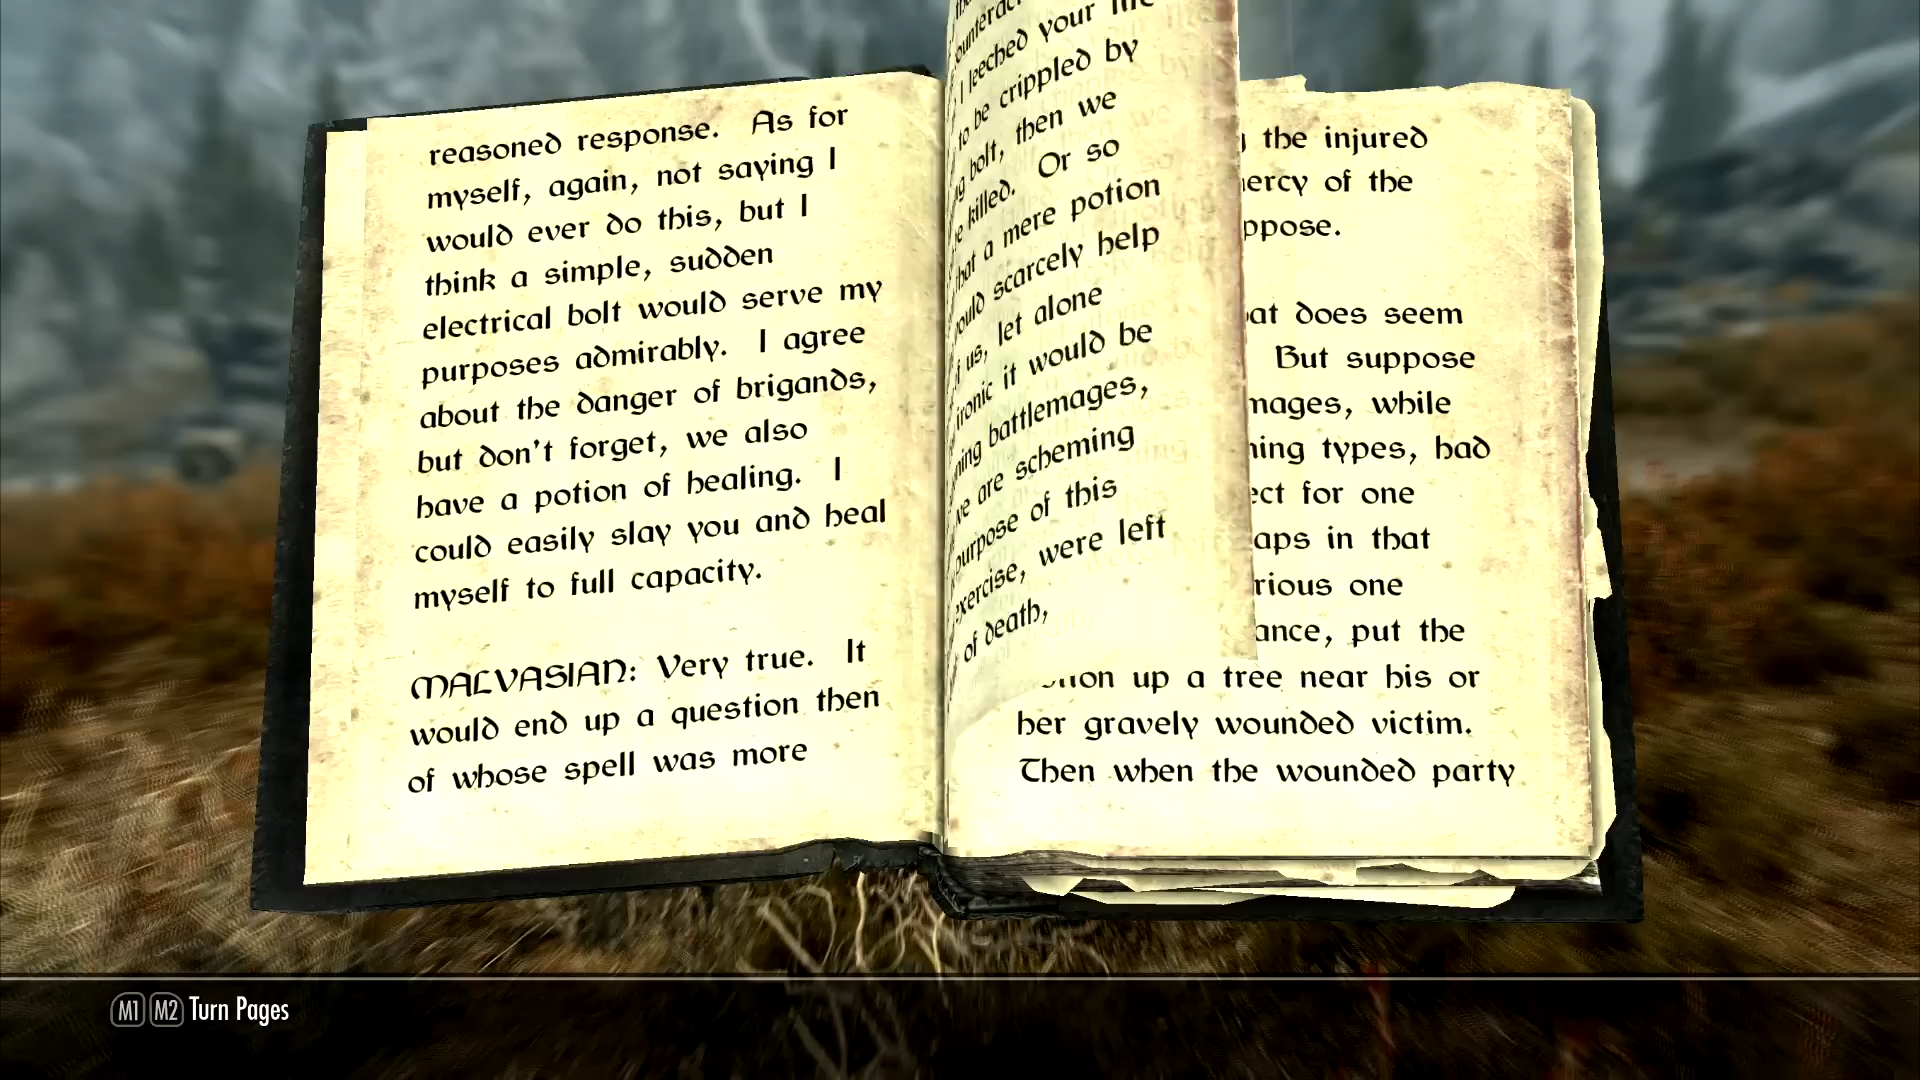 reasoned response. As for
myself, again, not saying I
would ever do this, but I
think a simple, sudden
electrical bolt would serve my
purposes admirably. I agree
about the danger of brigands,
but don't forget, we also
have a potion of healing. I
could easily slay you and heal
myself to full capacity.
MALVASIAN: Very true. It
would end up a question then
of whose spell was more
I leeched your
to be crippled by
bolt, then we
killed. Or so
that a mere potion
would scarcely help
of us, let alone
ironic it would be
battlemages,
we are scheming
purpose of this
exercise, were left
of death,
the injured
of the
does seem
But suppose
while
types, had
for one
in that
one
put the
up a tree near his or
her gravely wounded victim.
Then when the wounded party
M1 M2 Turn Pages